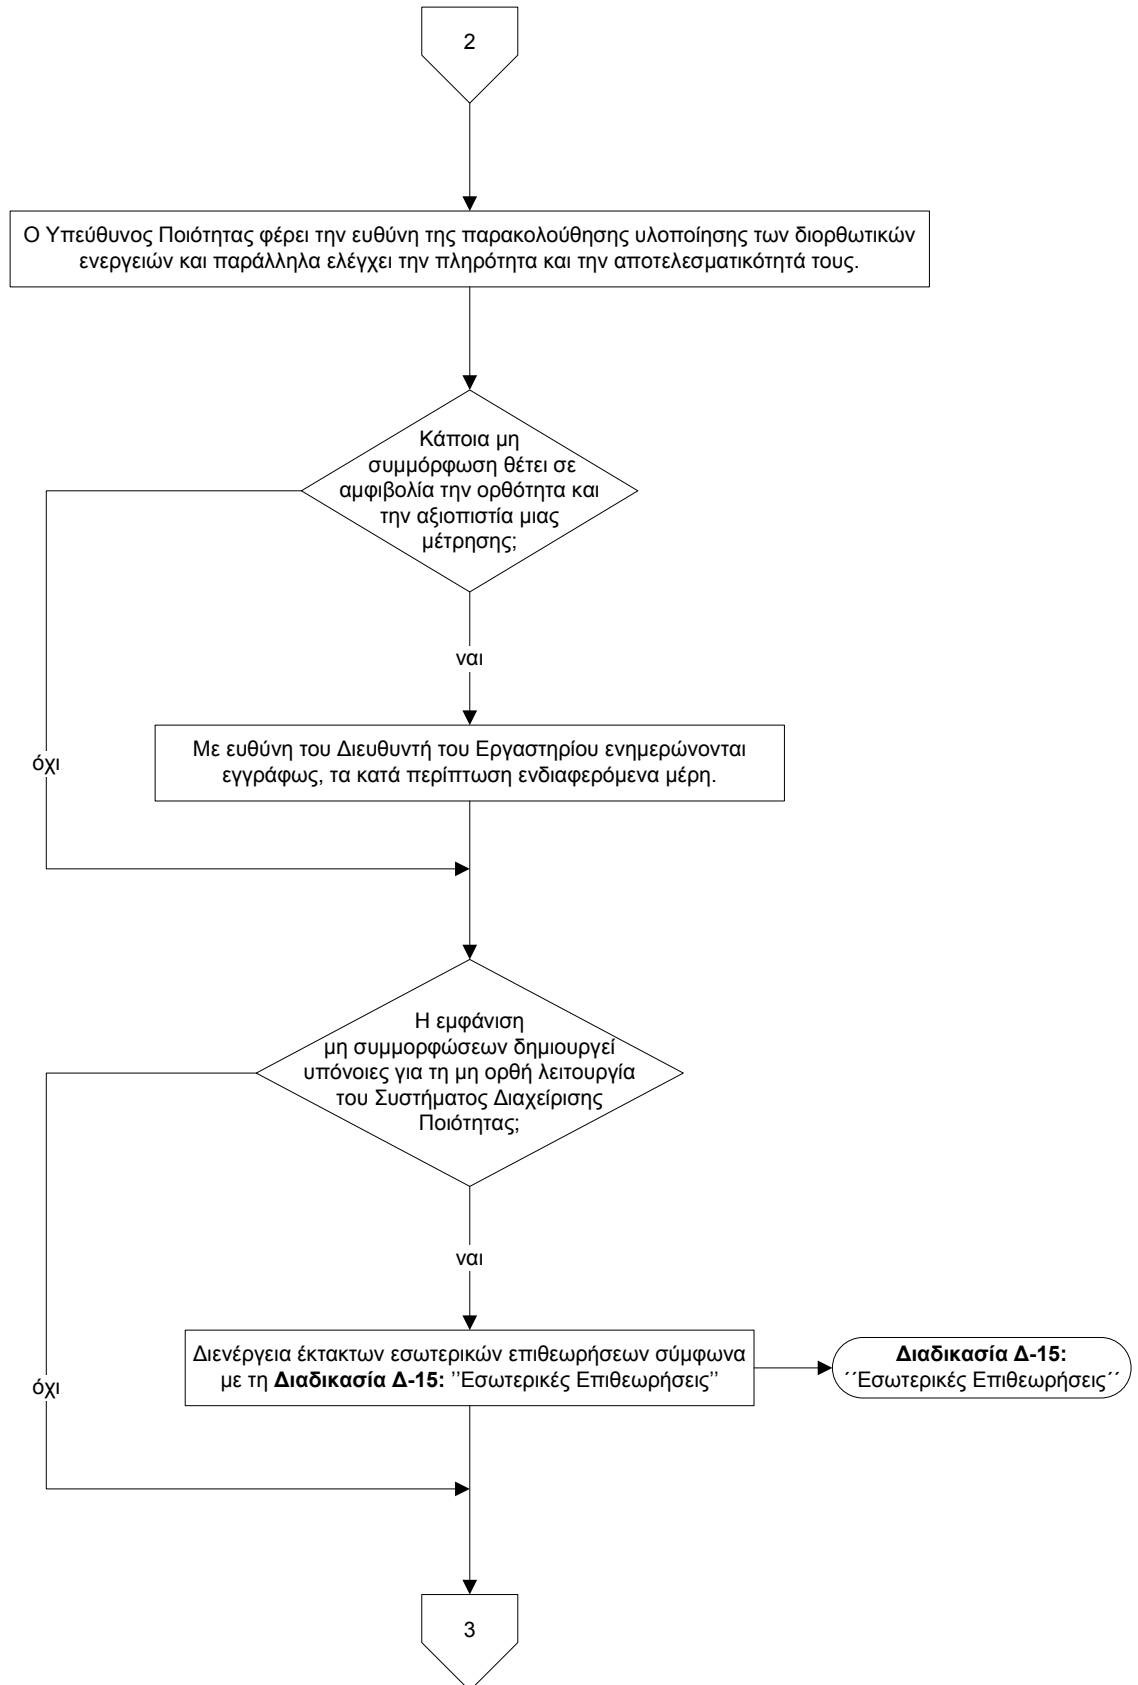 2
Ο Υπεύθυνος Ποιότητας φέρει την ευθύνη της παρακολούθησης υλοποίησης των διορθωτικών
ενεργειών και παράλληλα ελέγχει την πληρότητα και την αποτελεσματικότητά τους.
Κάποια μη
συμμόρφωση θέτει σε
αμφιβολία την ορθότητα και
την αξιοπιστία μιας
μέτρησης;
ναι
Με ευθύνη του Διευθυντή του Εργαστηρίου ενημερώνονται
εγγράφως, τα κατά περίπτωση ενδιαφερόμενα μέρη.
όχι
Η εμφάνιση
μη συμμορφώσεων δημιουργεί
υπόνοιες για τη μη ορθή λειτουργία
του Συστήματος Διαχείρισης
Ποιότητας;
ναι
Διενέργεια έκτακτων εσωτερικών επιθεωρήσεων σύμφωνα
με τη Διαδικασία Δ-15: ’’Εσωτερικές Επιθεωρήσεις’’
Διαδικασία Δ-15:
΄΄Εσωτερικές Επιθεωρήσεις΄΄
όχι
3